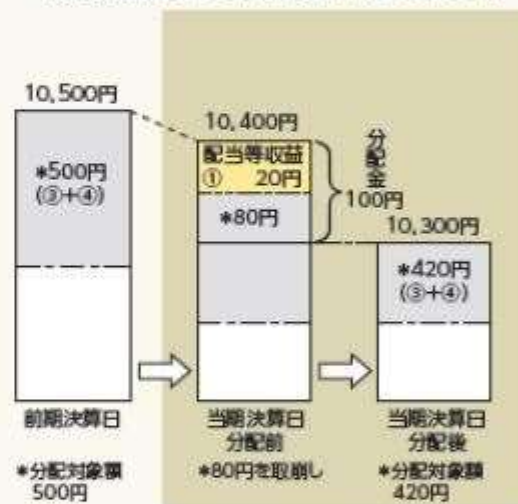 10,500円
*500円
(③+④)
前期決算日
*分配対象額
500円
10,400円
配当等収益
① 20円
*80円
分配金
100円
当期決算日
分配前
*80円を取崩し
10,300円
*420円
(③+④)
当期決算日
分配後
*分配対象額
420円